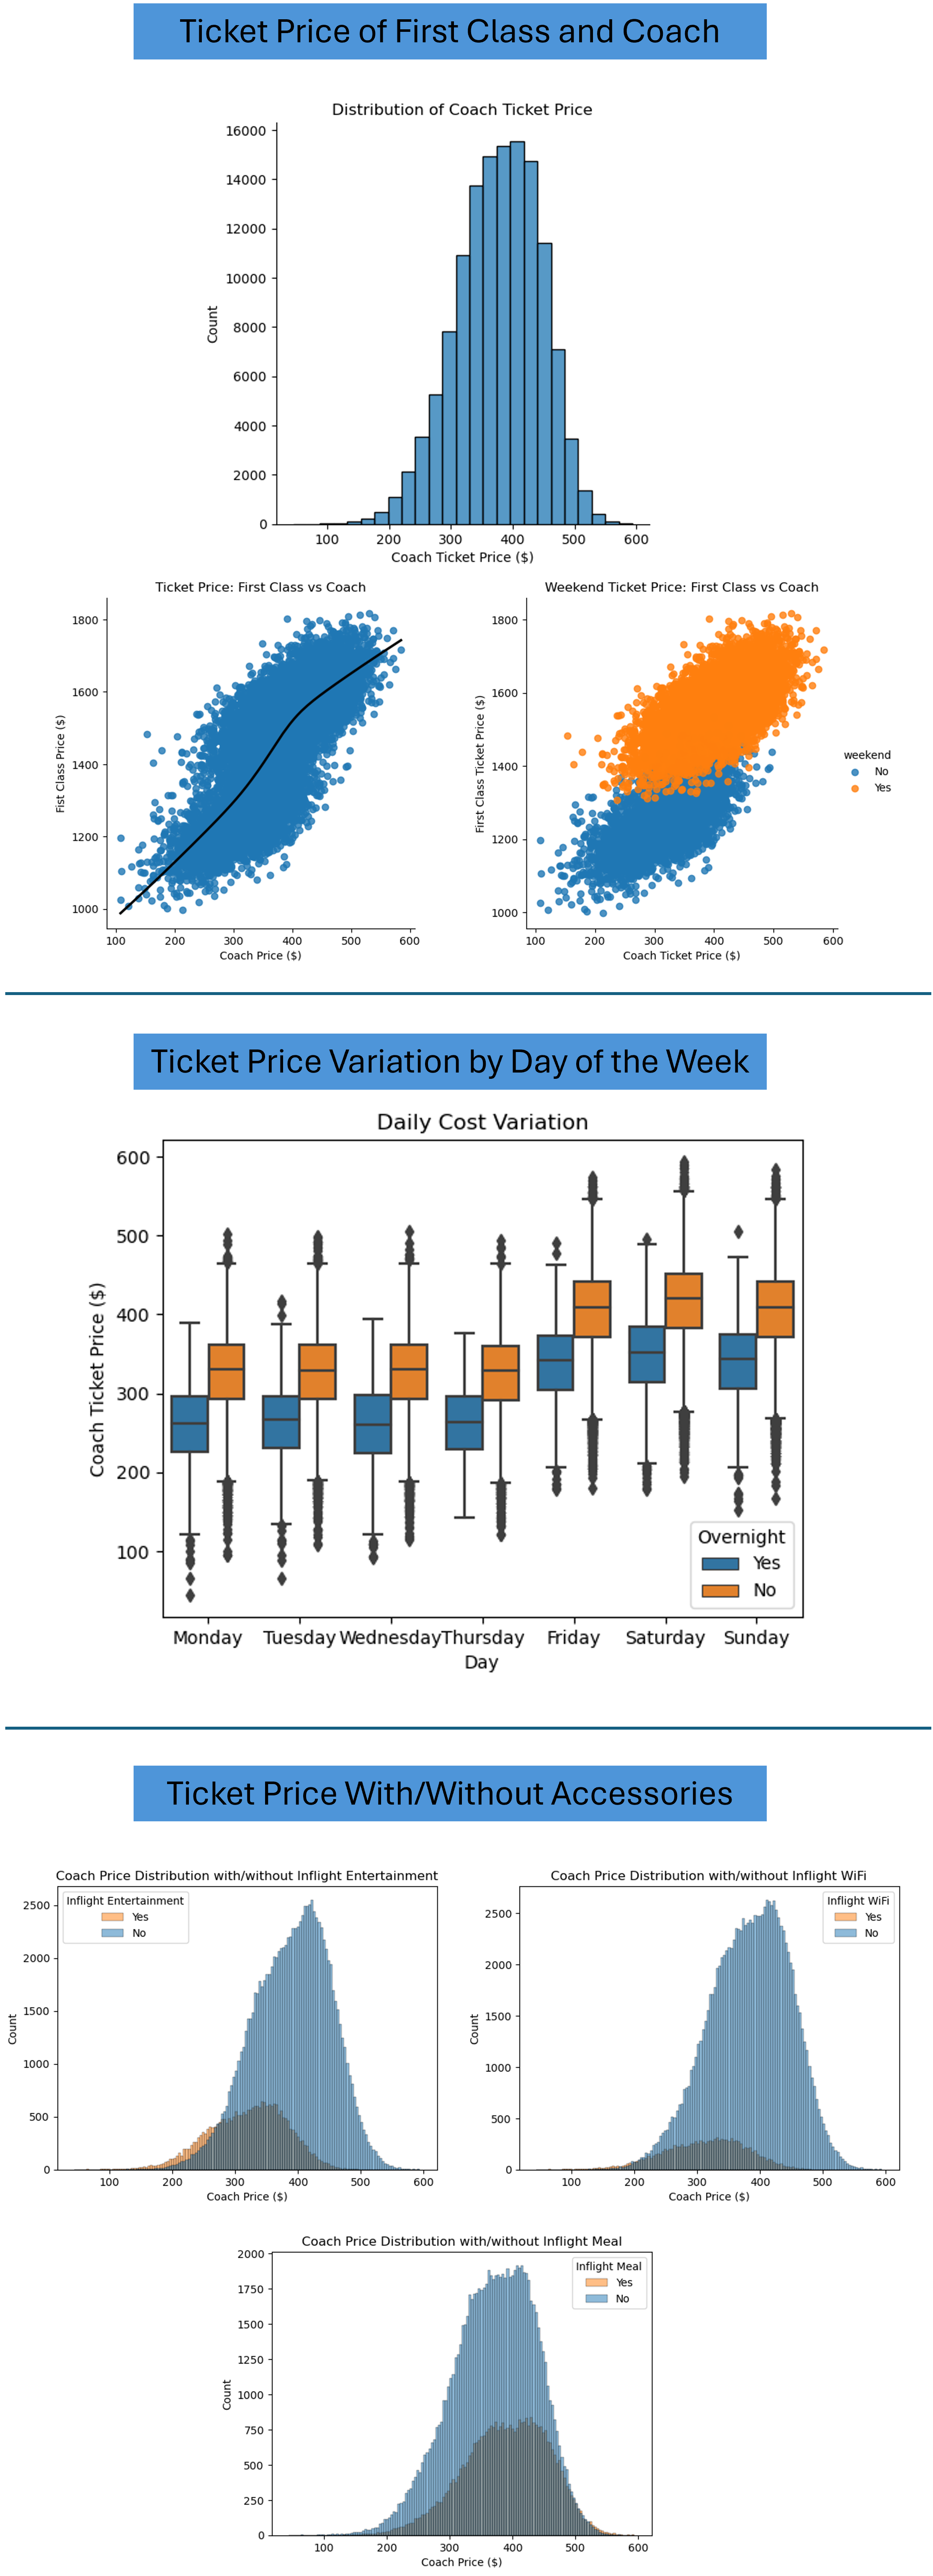 Ticket Price of First Class and Coach
Distribution of Coach Ticket Price
16000
14000
12000
10000
8000
6000
4000
2000
0
Count
100 200 300 400 500 600
Coach Ticket Price ($)
Ticket Price: First Class vs Coach
1800
1600
1400
1200
1000
Fist Class Price ($)
100 200 300 400 500 600
Coach Price ($)
Weekend Ticket Price: First Class vs Coach
1800
1600
1400
1200
1000
First Class Ticket Price ($)
100 200 300 400 500 600
Coach Ticket Price ($)
weekend
No
Yes
Ticket Price Variation by Day of the Week
Daily Cost Variation
600
500
400
300
200
100
Coach Ticket Price ($)
Overnight
Yes
No
Monday Tuesday Wednesday Thursday Friday Saturday Sunday
Day
Ticket Price With/Without Accessories
Coach Price Distribution with/without Inflight Entertainment
Inflight Entertainment
Yes
No
2500
2000
1500
1000
500
0
Count
100 200 300 400 500 600
Coach Price ($)
Coach Price Distribution with/without Inflight WiFi
Inflight WiFi
Yes
No
2500
2000
1500
1000
500
0
Count
100 200 300 400 500 600
Coach Price ($)
Coach Price Distribution with/without Inflight Meal
Inflight Meal
Yes
No
2000
1750
1500
1250
1000
750
500
250
0
Count
100 200 300 400 500 600
Coach Price ($)